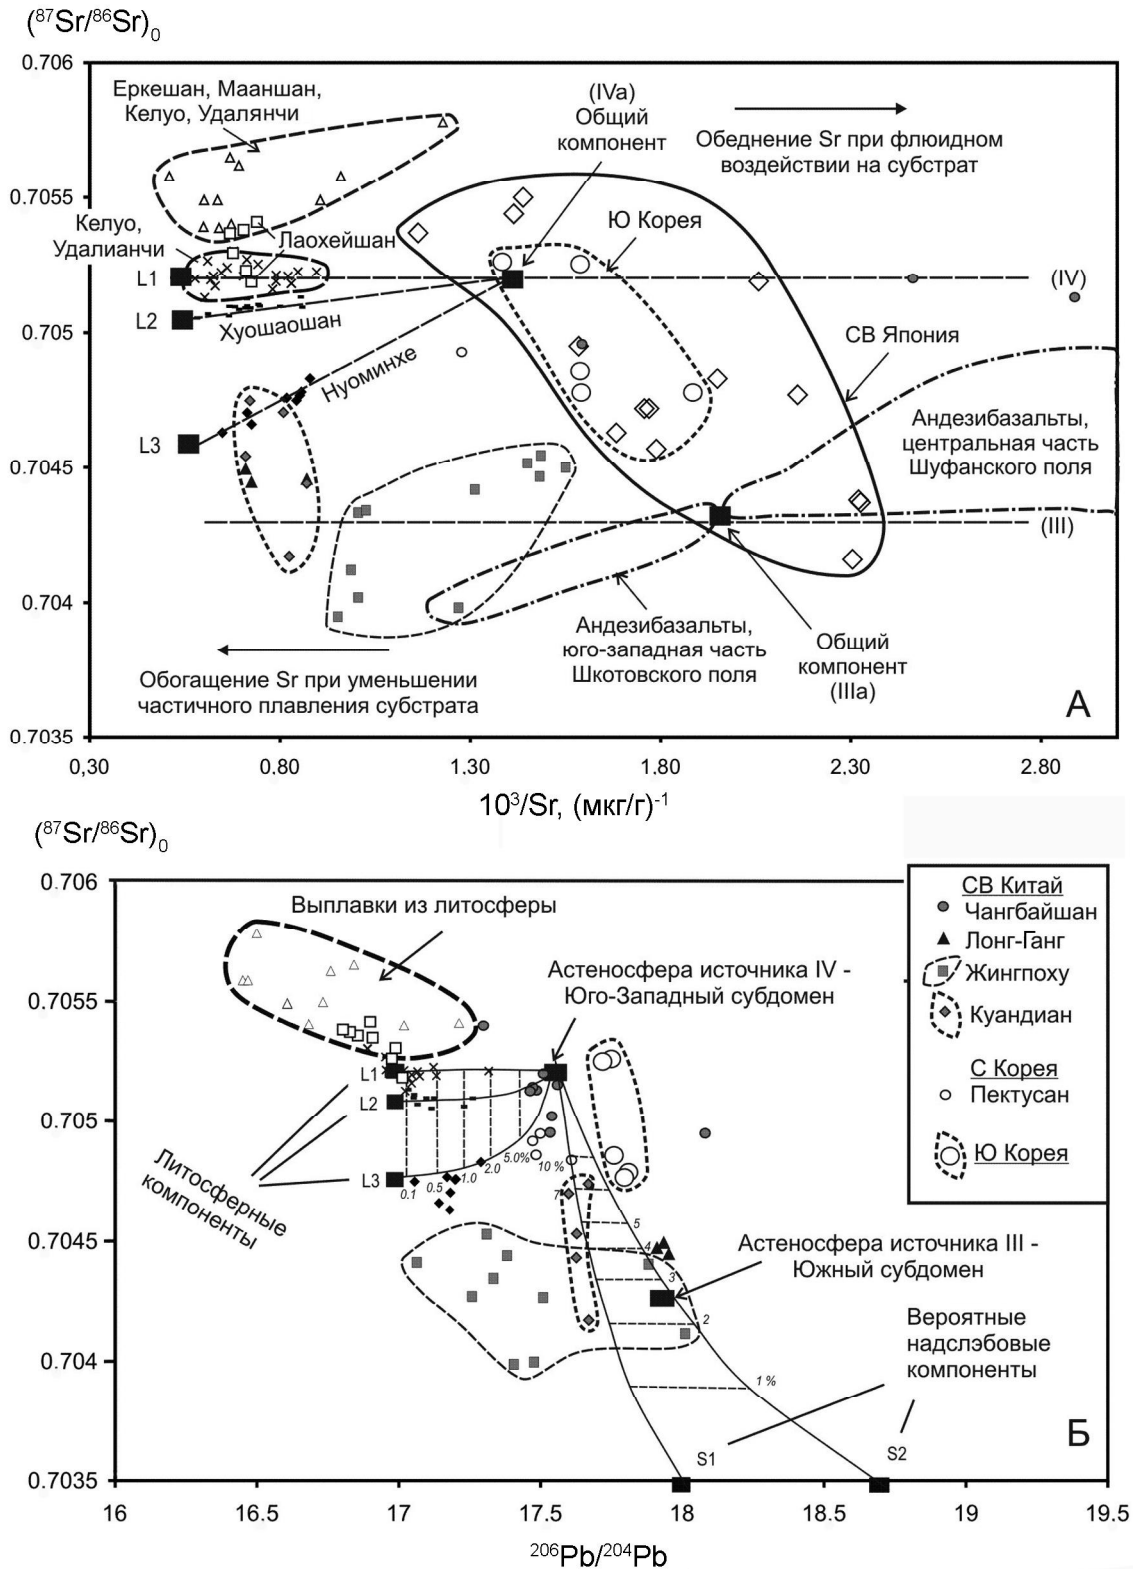 (⁸⁷Sr/⁸⁶Sr)₀
0.706
0.7055
0.705
0.7045
0.704
0.7035
Еркешан, Мааншан,
Келуо, Удалянчи
(IVa)
Общий
компонент
Обеднение Sr при флюидном
воздействии на субстрат
Келуо,
Удалианчи
Лаохейшан
Ю Корея
L1
(IV)
L2
Хуошаошан
СВ Япония
Нуоминхе
L3
Андезибазальты,
центральная часть
Шуфанского поля
(III)
Андезибазальты,
юго-западная часть
Шкотовского поля
Общий
компонент
(IIIa)
Обогащение Sr при уменьшении
частичного плавления субстрата
А
0,30
0.80
1.30
1.80
2.30
2.80
10³/Sr, (мкг/г)⁻¹
(⁸⁷Sr/⁸⁶Sr)₀
0.706
0.7055
0.705
0.7045
0.704
0.7035
Выплавки из литосферы
Астеносфера источника IV -
Юго-Западный субдомен
СВ Китай
Чангбайшан
Лонг-Ганг
Жингпоху
Куандиан
С Корея
Пектусан
Ю Корея
L1
L2
L3
0.1
0.5
1.0
2.0
5.0%
10 %
7
5
4
3
2
1 %
Литосферные
компоненты
Астеносфера источника III -
Южный субдомен
Вероятные
надслэбовые
компоненты
S1
S2
Б
16
16.5
17
17.5
18
18.5
19
19.5
²⁰⁶Pb/²⁰⁴Pb